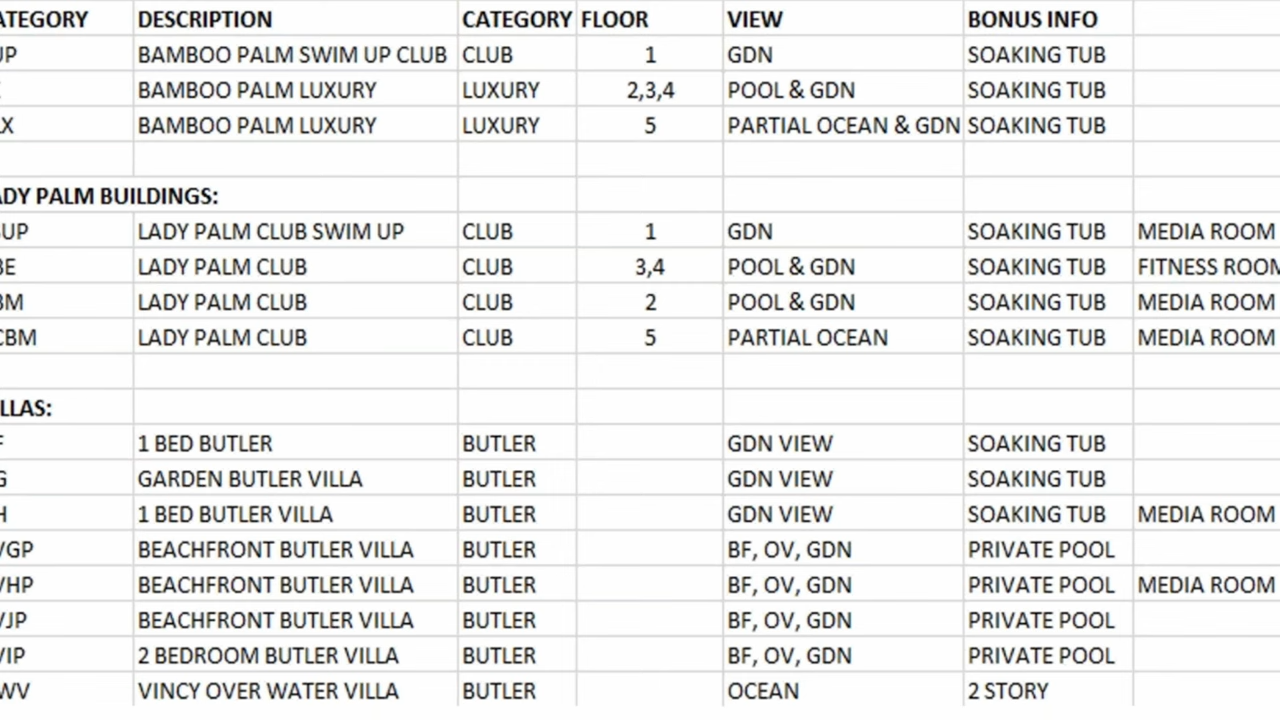 ATEGORY DESCRIPTION CATEGORY FLOOR VIEW BONUS INFO
UP BAMBOO PALM SWIM UP CLUB CLUB 1 GDN SOAKING TUB
BAMBOO PALM LUXURY LUXURY 2,3,4 POOL & GDN SOAKING TUB
X BAMBOO PALM LUXURY LUXURY 5 PARTIAL OCEAN & GDN SOAKING TUB
ADY PALM BUILDINGS:
UP LADY PALM CLUB SWIM UP CLUB 1 GDN SOAKING TUB MEDIA ROOM
BE LADY PALM CLUB CLUB 3,4 POOL & GDN SOAKING TUB FITNESS ROOM
BM LADY PALM CLUB CLUB 2 POOL & GDN SOAKING TUB MEDIA ROOM
CBM LADY PALM CLUB CLUB 5 PARTIAL OCEAN SOAKING TUB MEDIA ROOM
LLAS:
F 1 BED BUTLER BUTLER GDN VIEW SOAKING TUB
G GARDEN BUTLER VILLA BUTLER GDN VIEW SOAKING TUB
H 1 BED BUTLER VILLA BUTLER GDN VIEW SOAKING TUB MEDIA ROOM
VGP BEACHFRONT BUTLER VILLA BUTLER BF, OV, GDN PRIVATE POOL
VHP BEACHFRONT BUTLER VILLA BUTLER BF, OV, GDN PRIVATE POOL MEDIA ROOM
VJP BEACHFRONT BUTLER VILLA BUTLER BF, OV, GDN PRIVATE POOL
VIP 2 BEDROOM BUTLER VILLA BUTLER BF, OV, GDN PRIVATE POOL
WV VINCY OVER WATER VILLA BUTLER OCEAN 2 STORY